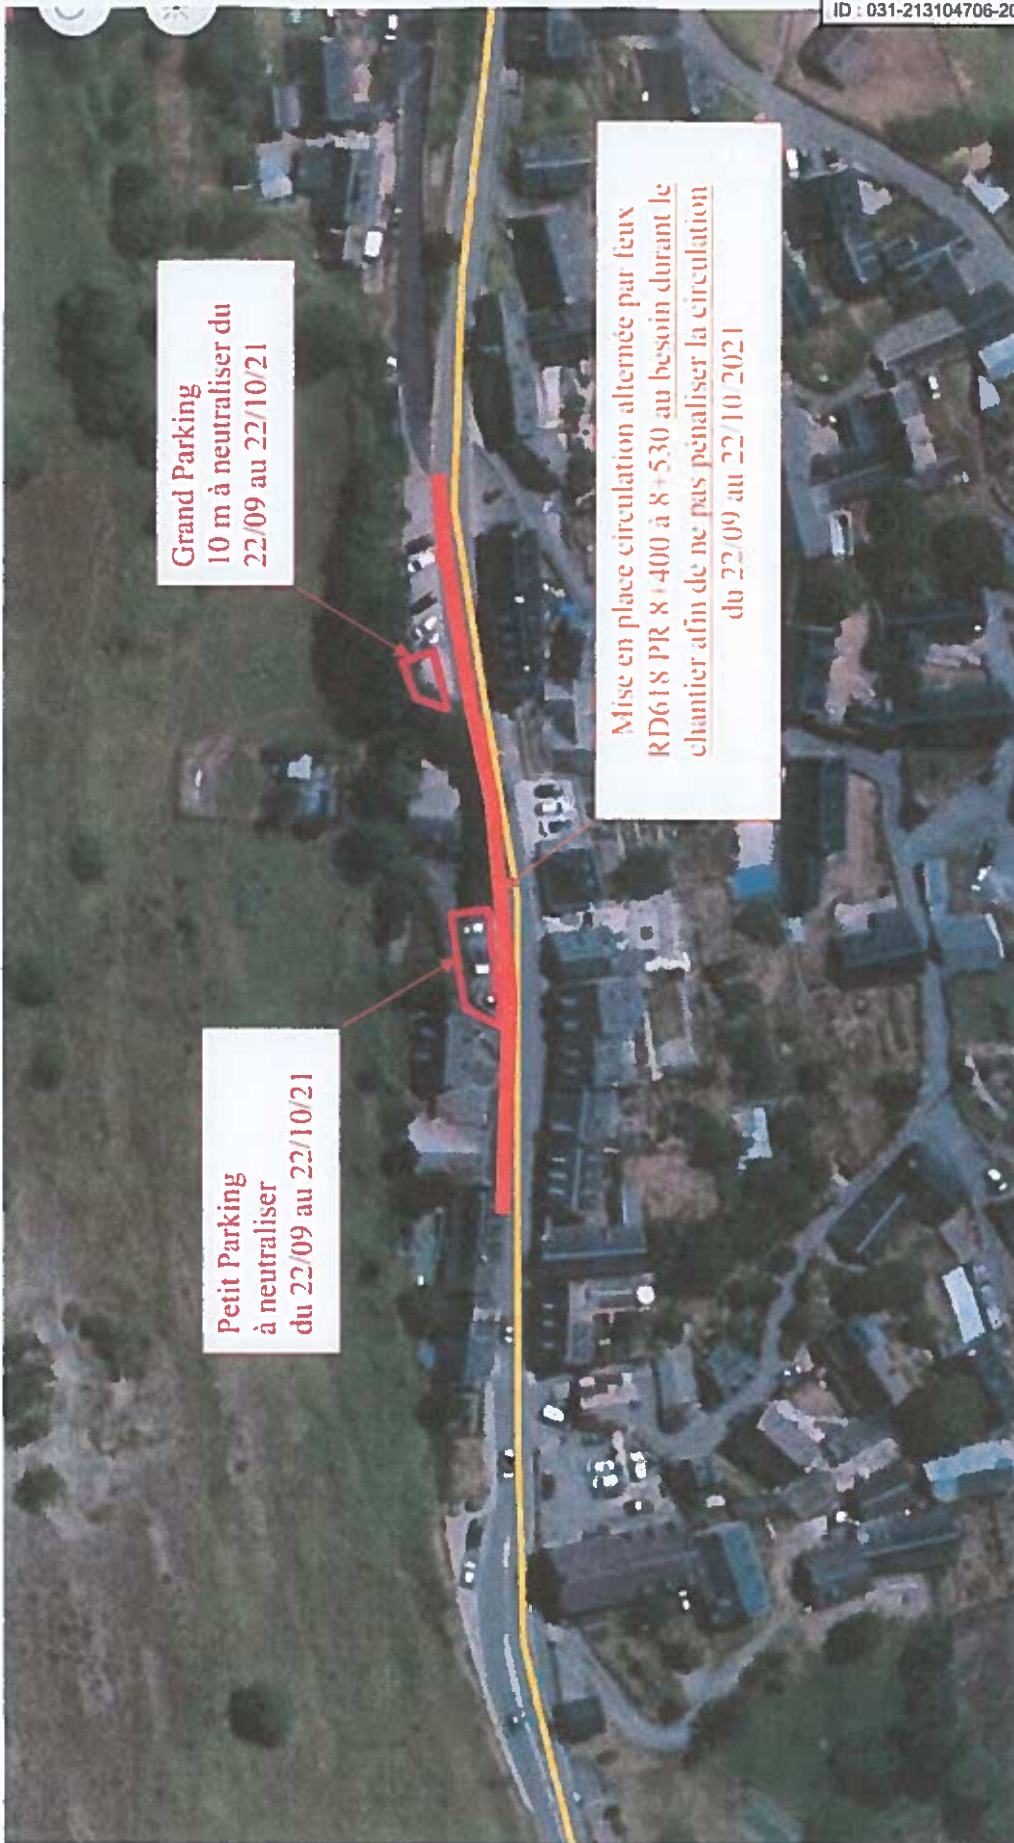 ID : 031-213104706-20
Grand Parking
10 m à neutraliser du
22/09 au 22/10/21
Mise en place circulation alternée par feux
RD618 PR 8+400 à 8+530 au besoin durant le
chantier afin de ne pas pénaliser la circulation
du 22/09 au 22/10/2021
Petit Parking
à neutraliser
du 22/09 au 22/10/21